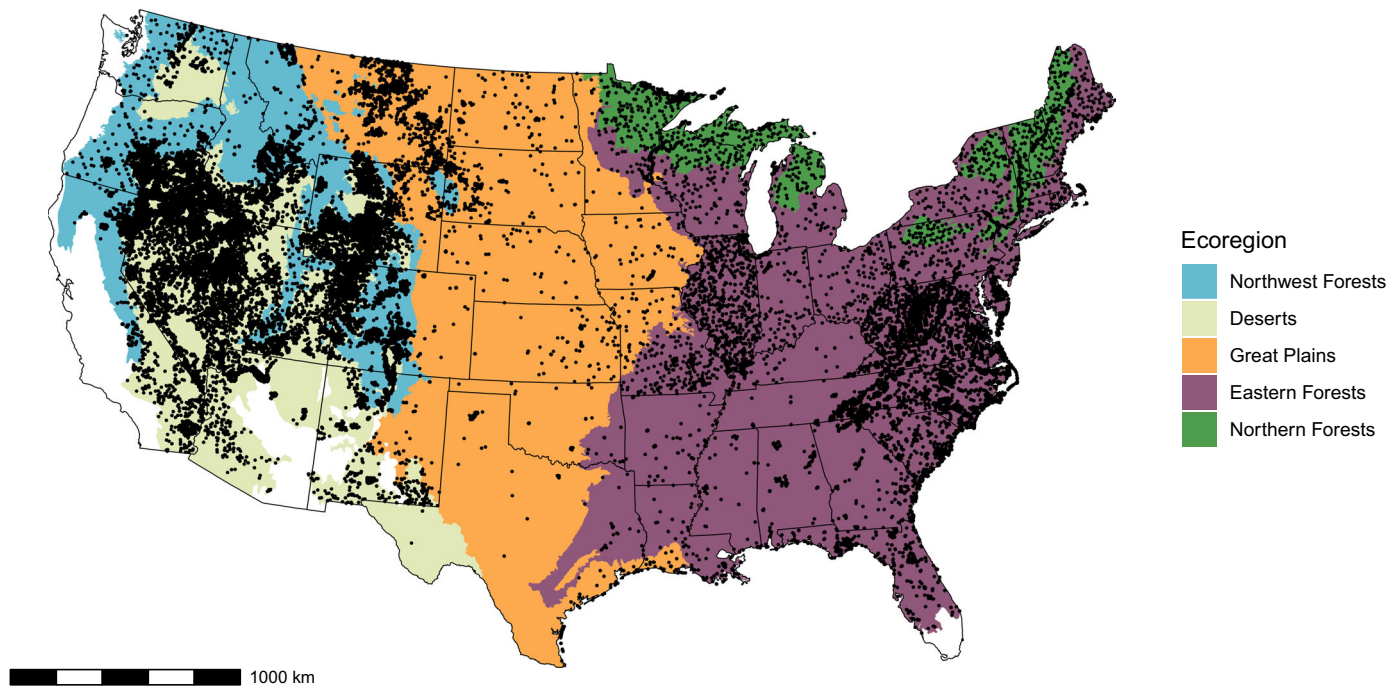 Ecoregion
Northwest Forests
Deserts
Great Plains
Eastern Forests
Northern Forests
1000 km